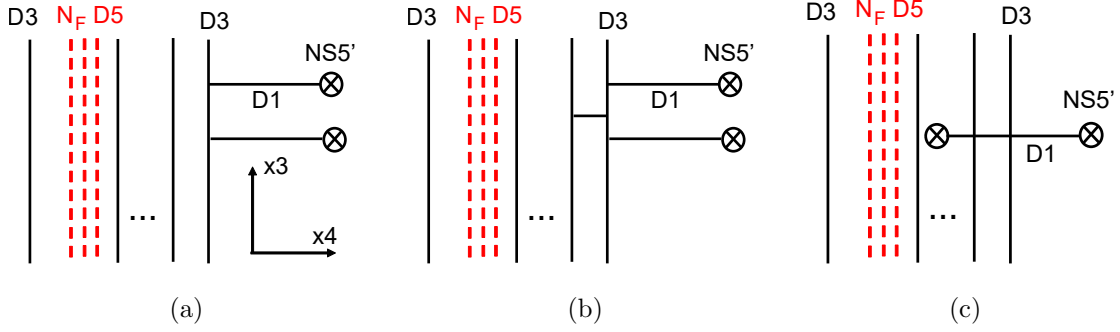 D3
N_F D5
D3
NS5'
D1
x3
...
x4
(a)
D3
N_F D5
D3
NS5'
D1
...
(b)
D3
N_F D5
D3
NS5'
D1
...
(c)